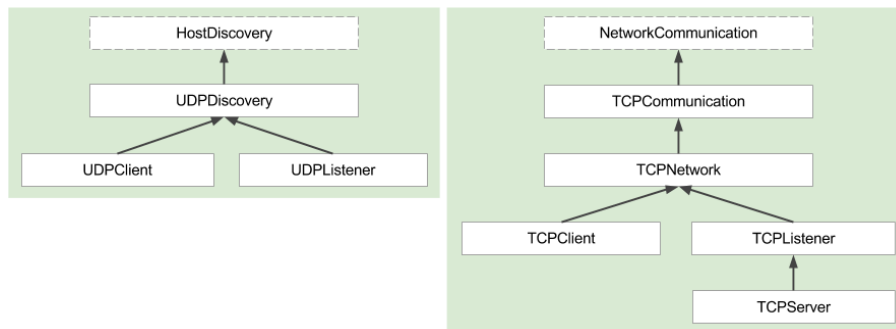 HostDiscovery
UDPDiscovery
UDPClient
UDPListener
NetworkCommunication
TCPCommunication
TCPNetwork
TCPClient
TCPListener
TCPServer